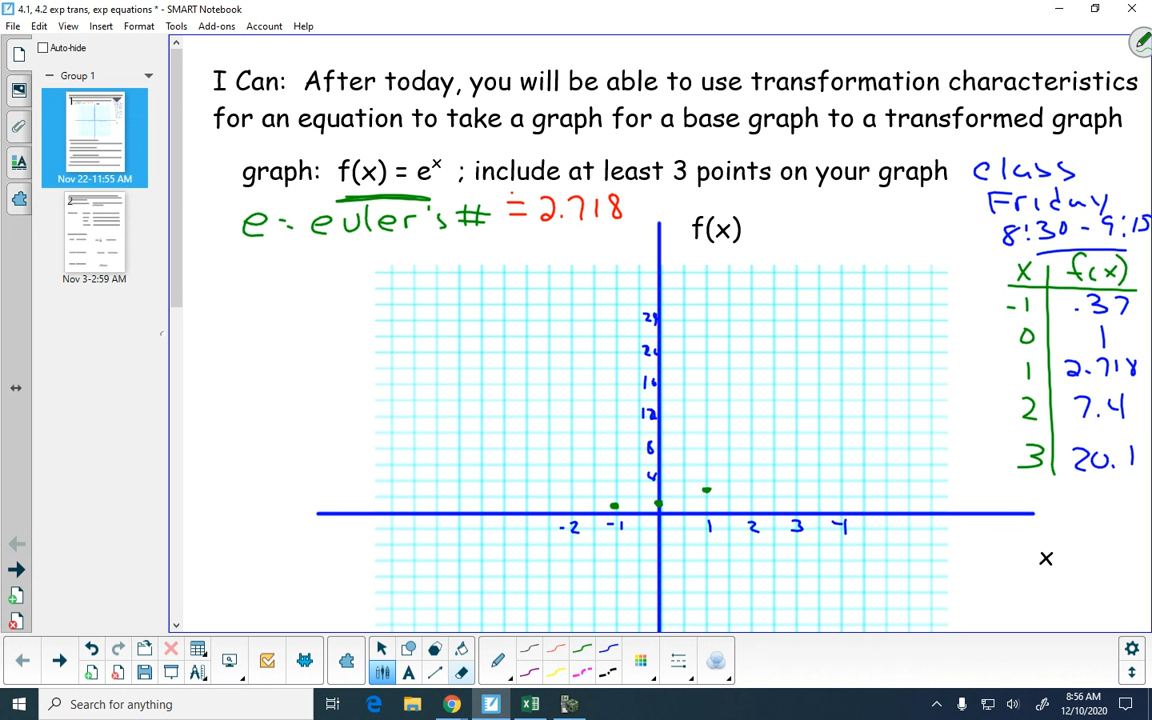 4.1, 4.2 exp trans, exp equations * - SMART Notebook
File Edit View Insert Format Tools Add-ons Account Help
Auto-hide
Group 1
1
Nov 22-11:55 AM
2
Nov 3-2:59 AM
I Can: After today, you will be able to use transformation characteristics
for an equation to take a graph for a base graph to a transformed graph
graph: f(x) = eˣ ; include at least 3 points on your graph
class
Friday
8:30 - 9:15
e - euler's # ≐ 2.718
f(x)
x f(x)
-1 .37
0 1
1 2.718
2 7.4
3 20.1
24
20
16
12
8
4
-2 -1 1 2 3 4
x
Search for anything
8:56 AM
12/10/2020